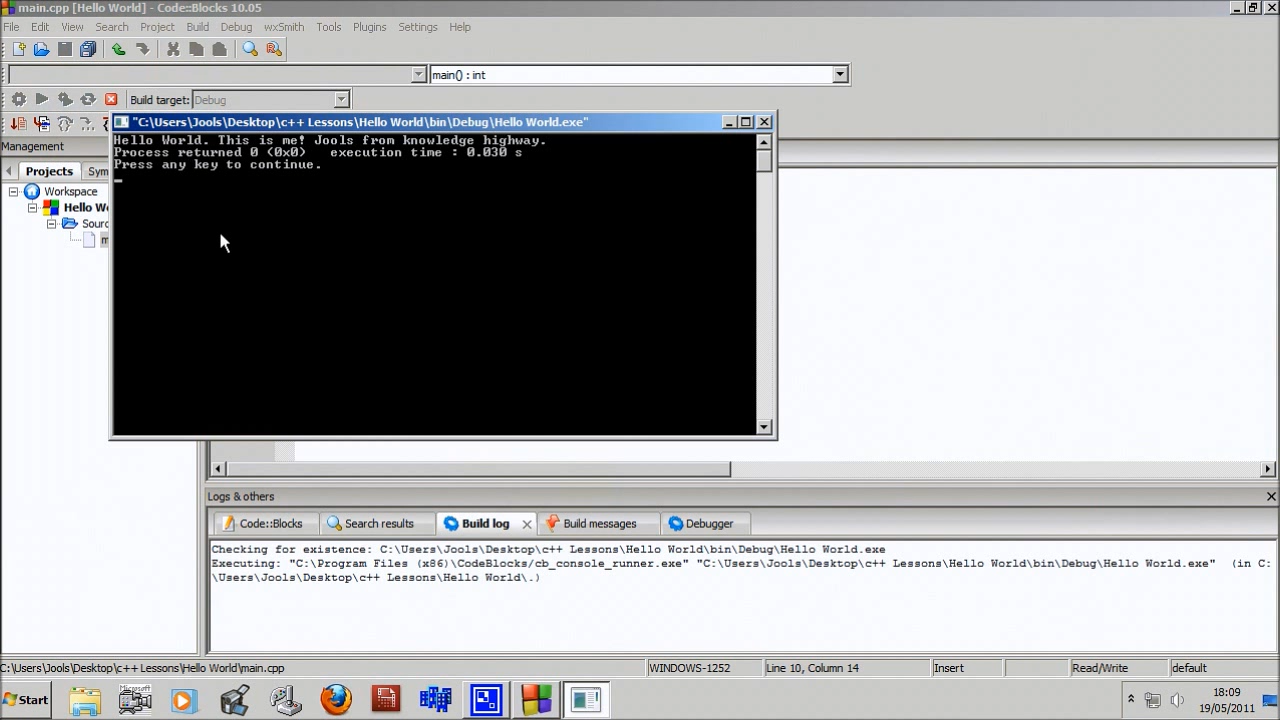 main.cpp [Hello World] - Code::Blocks 10.05
File Edit View Search Project Build Debug wxSmith Tools Plugins Settings Help
main() : int
Build target: Debug
"C:\Users\Jools\Desktop\c++ Lessons\Hello World\bin\Debug\Hello World.exe"
Hello World. This is me! Jools from knowledge highway.
Process returned 0 (0x0)   execution time : 0.030 s
Press any key to continue.
Management
Projects Sym
Workspace
Hello Wo
Sourc
m
Logs & others
Code::Blocks Search results Build log Build messages Debugger
Checking for existence: C:\Users\Jools\Desktop\c++ Lessons\Hello World\bin\Debug\Hello World.exe
Executing: "C:\Program Files (x86)\CodeBlocks/cb_console_runner.exe" "C:\Users\Jools\Desktop\c++ Lessons\Hello World\bin\Debug\Hello World.exe"  (in C:
\Users\Jools\Desktop\c++ Lessons\Hello World\.)
C:\Users\Jools\Desktop\c++ Lessons\Hello World\main.cpp WINDOWS-1252 Line 10, Column 14 Insert Read/Write default
Start
18:09
19/05/2011